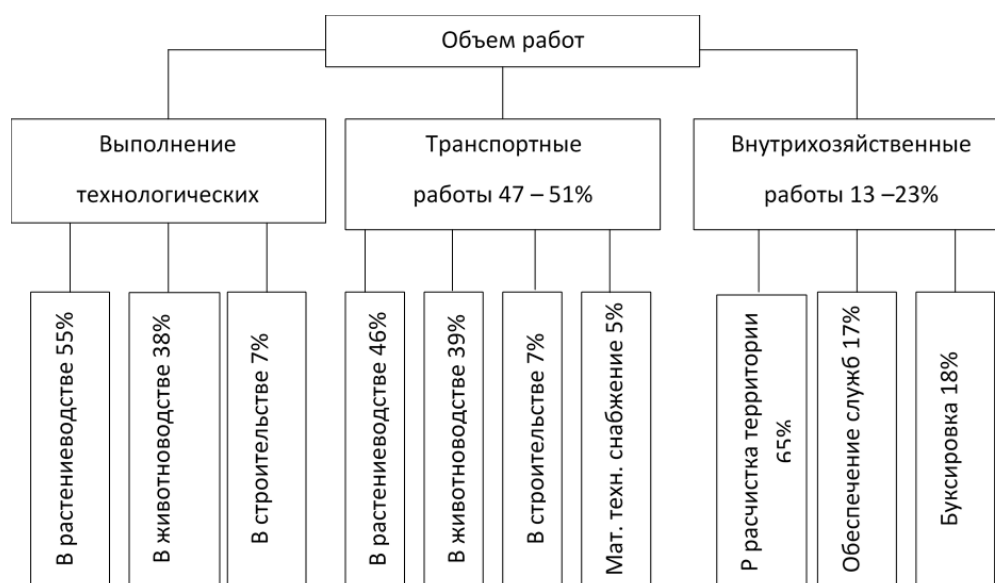 Объем работ
Выполнение
технологических
Транспортные
работы 47 – 51%
Внутрихозяйственные
работы 13 –23%
В растениеводстве 55%
В животноводстве 38%
В строительстве 7%
В растениеводстве 46%
В животноводстве 39%
В строительстве 7%
Мат. техн. снабжение 5%
Р расчистка территории
65%
Обеспечение служб 17%
Буксировка 18%